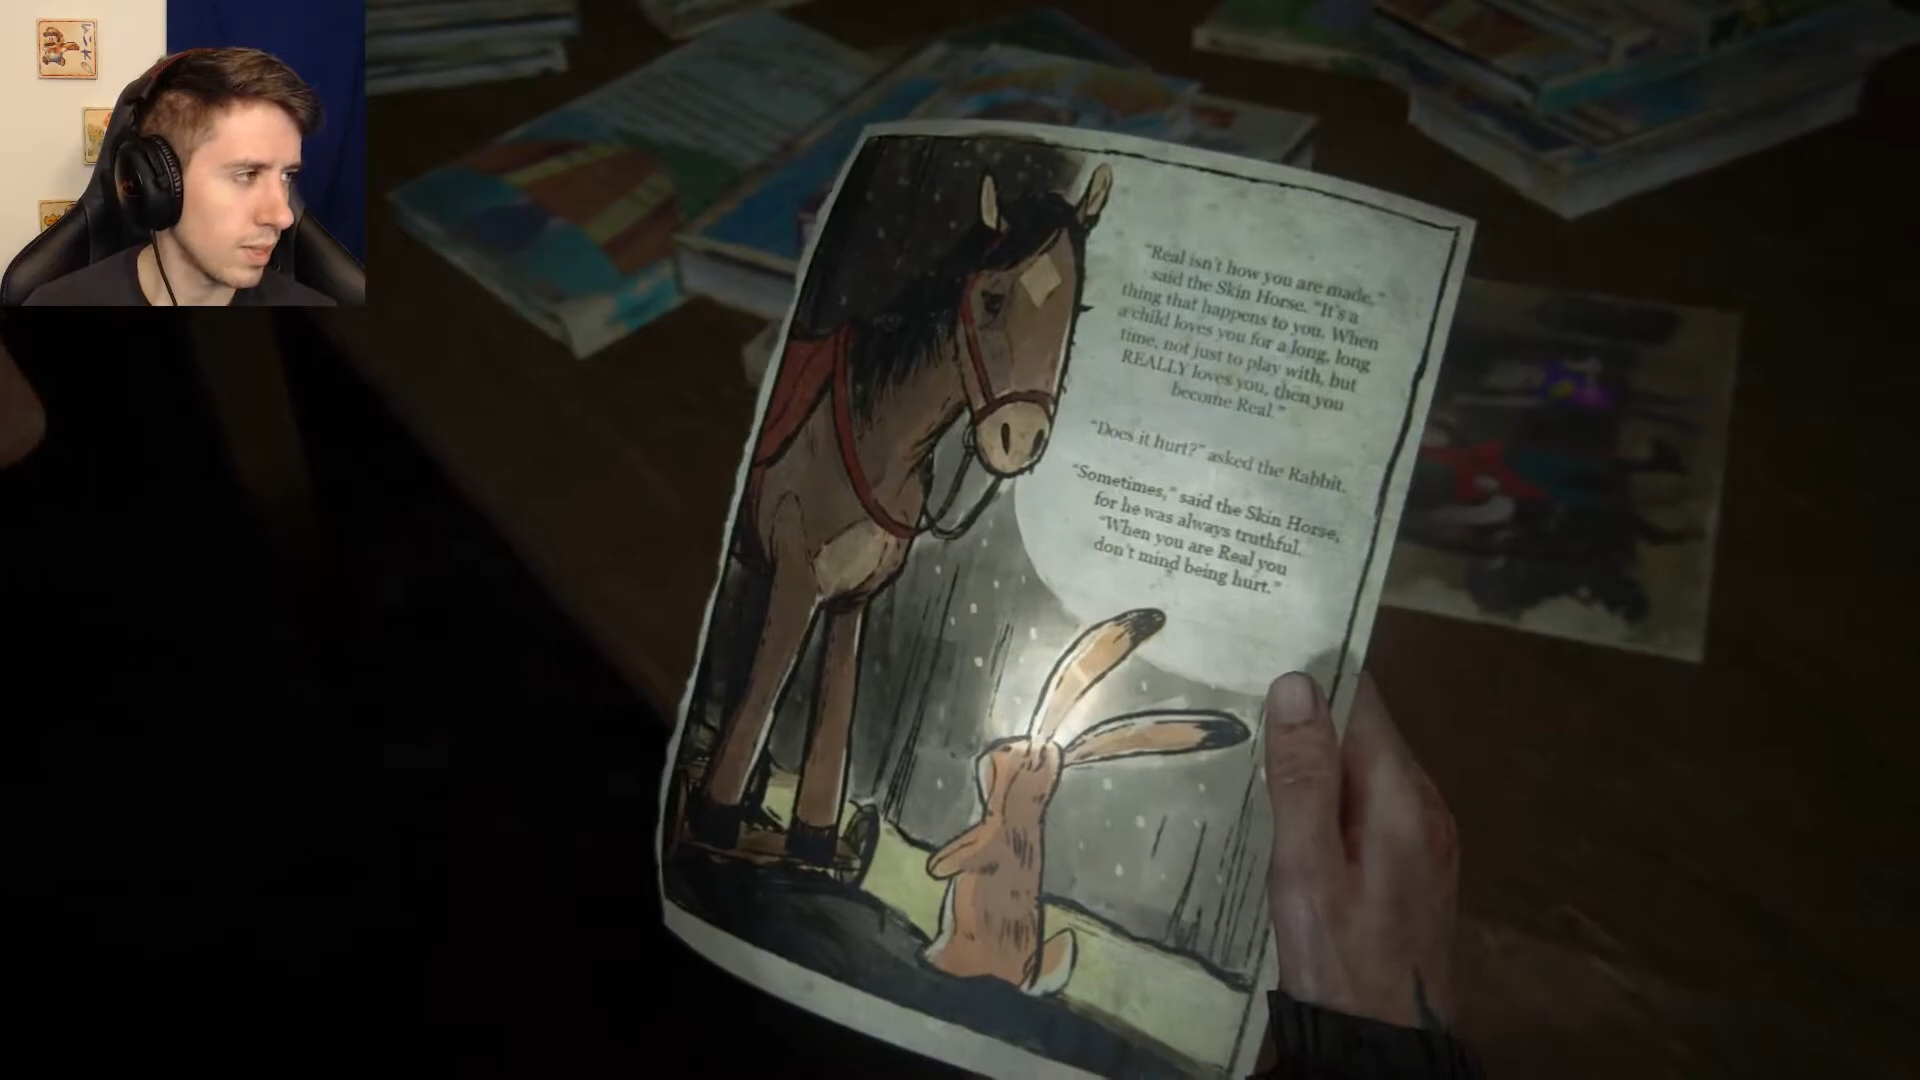 "Real isn't how you are made,"
said the Skin Horse. "It's a
thing that happens to you. When
a child loves you for a long, long
time, not just to play with, but
REALLY loves you, then you
become Real."
"Does it hurt?" asked the Rabbit.
"Sometimes," said the Skin Horse,
for he was always truthful.
"When you are Real you
don't mind being hurt."